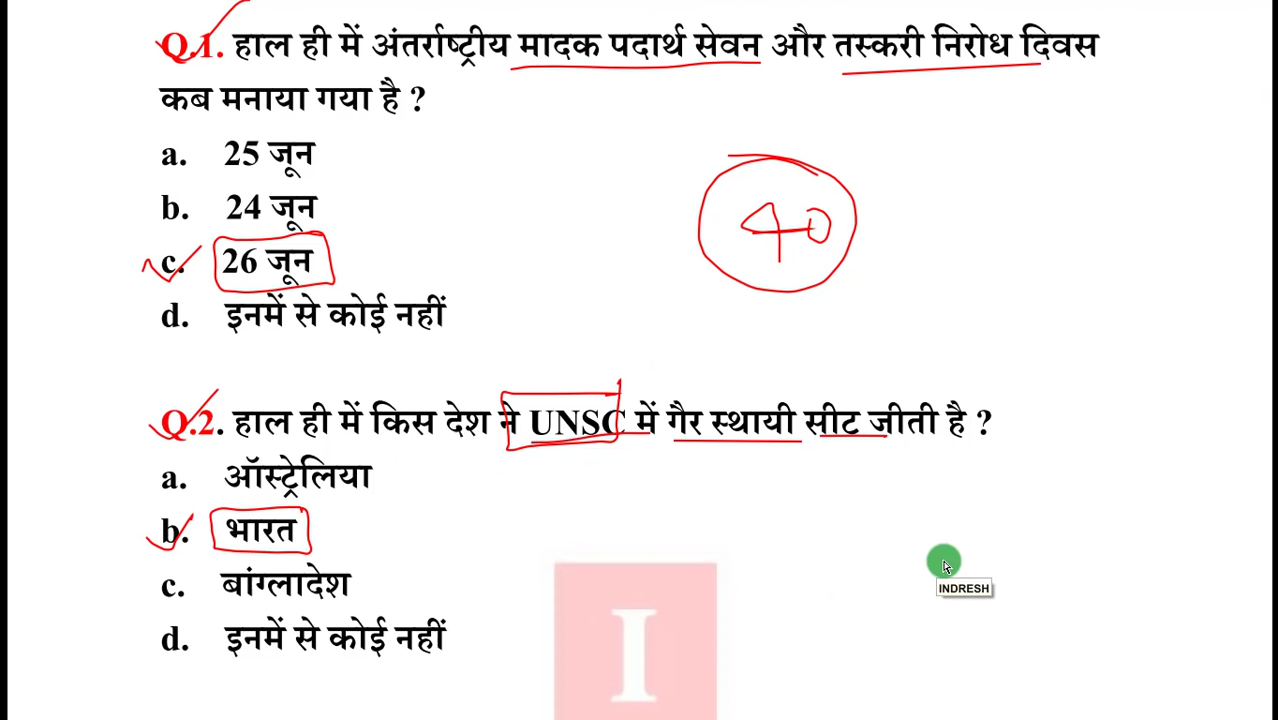 Q.1. हाल ही में अंतर्राष्ट्रीय मादक पदार्थ सेवन और तस्करी निरोध दिवस
कब मनाया गया है ?
a. 25 जून
b. 24 जून
c. 26 जून
d. इनमें से कोई नहीं
40
Q.2. हाल ही में किस देश ने UNSC में गैर स्थायी सीट जीती है ?
a. ऑस्ट्रेलिया
b. भारत
c. बांग्लादेश
d. इनमें से कोई नहीं
INDRESH
I